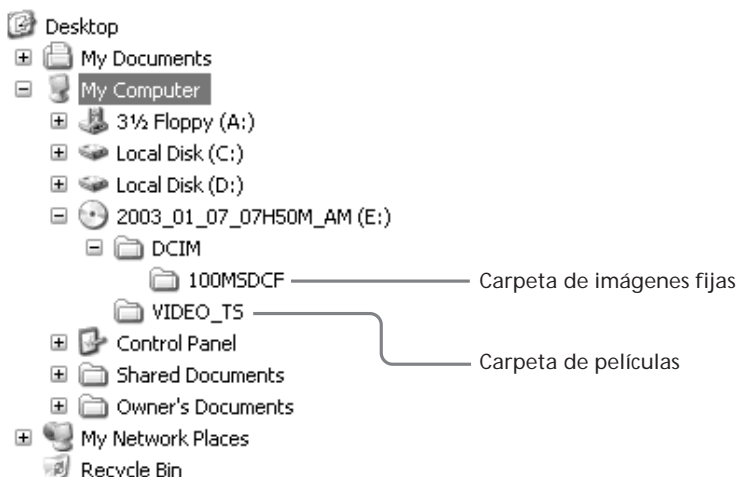 Desktop
My Documents
My Computer
3½ Floppy (A:)
Local Disk (C:)
Local Disk (D:)
2003_01_07_07H50M_AM (E:)
DCIM
100MSDCF
Carpeta de imágenes fijas
VIDEO_TS
Control Panel
Carpeta de películas
Shared Documents
Owner's Documents
My Network Places
Recycle Bin